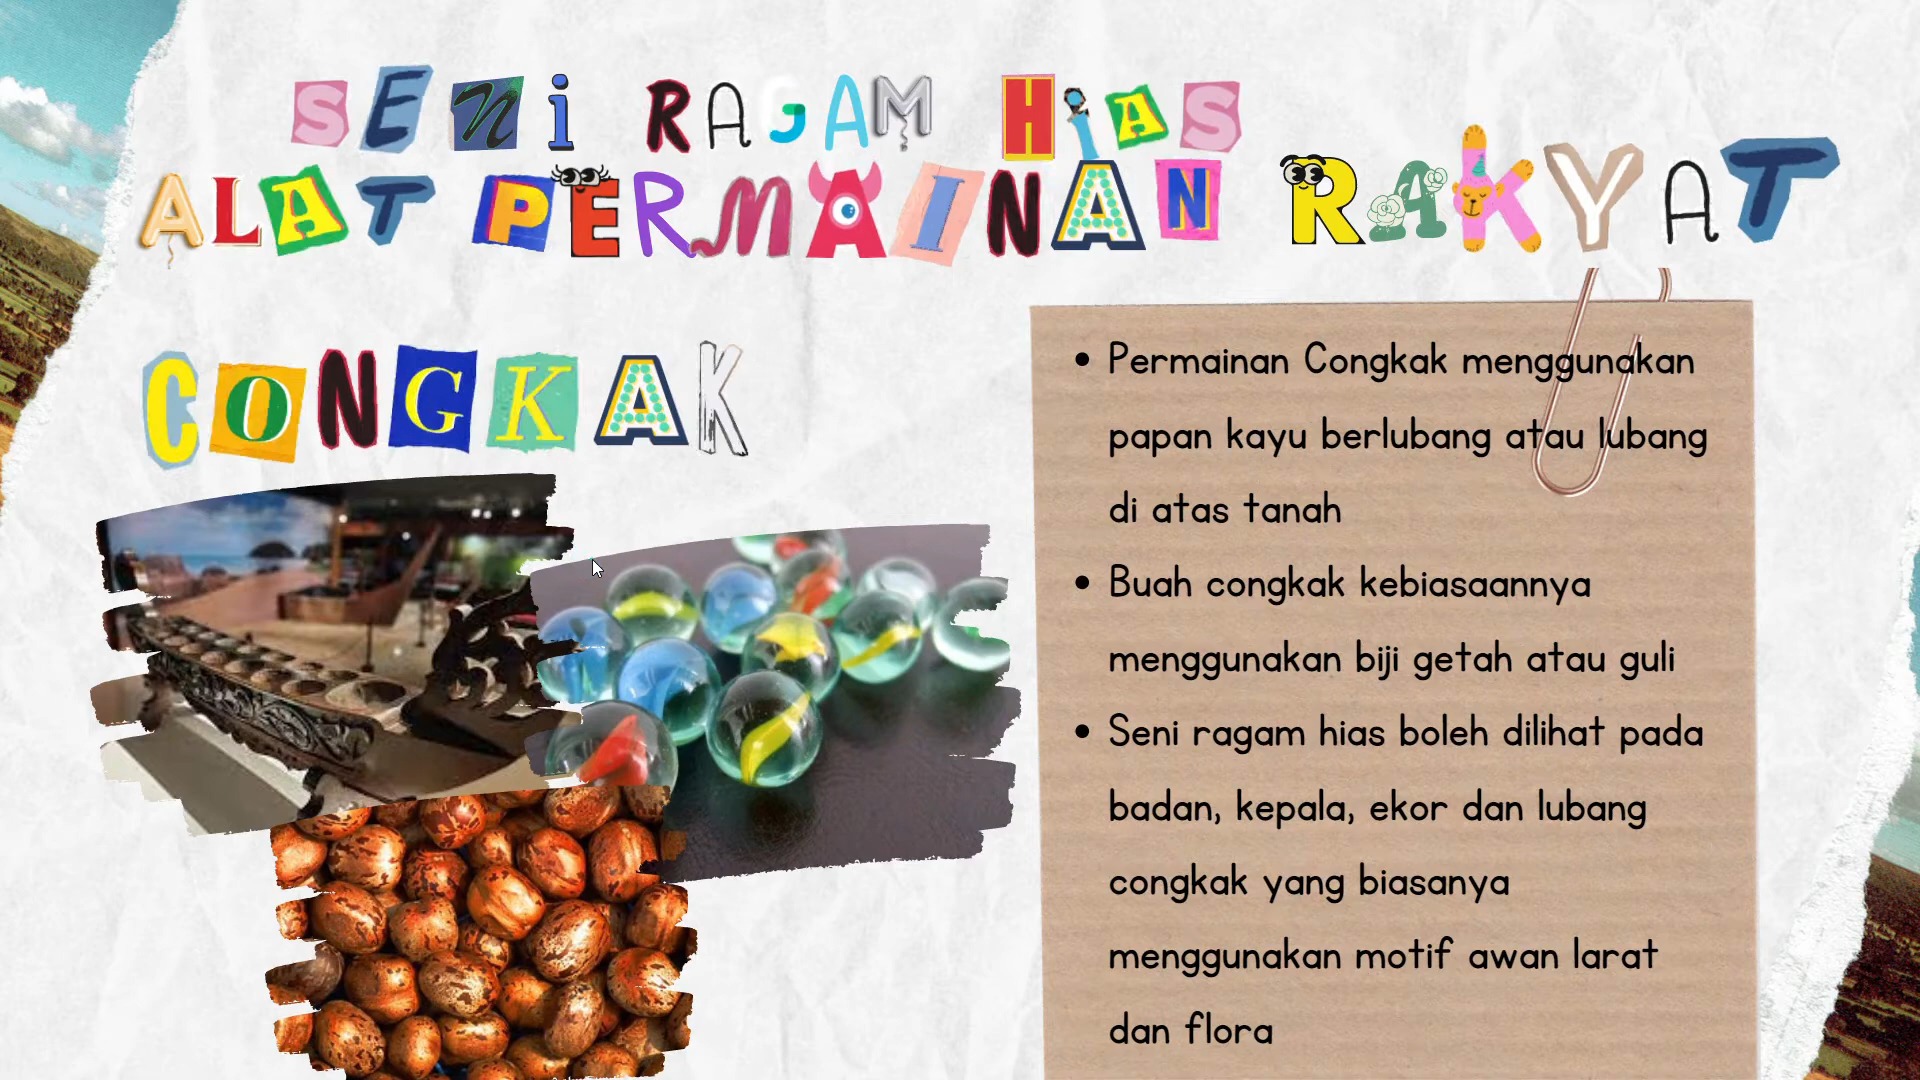 SENi RAGAM HiAS
ALAT PERMAINAN RAKYAT
CONGKAK
• Permainan Congkak menggunakan
papan kayu berlubang atau lubang
di atas tanah
• Buah congkak kebiasaannya
menggunakan biji getah atau guli
• Seni ragam hias boleh dilihat pada
badan, kepala, ekor dan lubang
congkak yang biasanya
menggunakan motif awan larat
dan flora